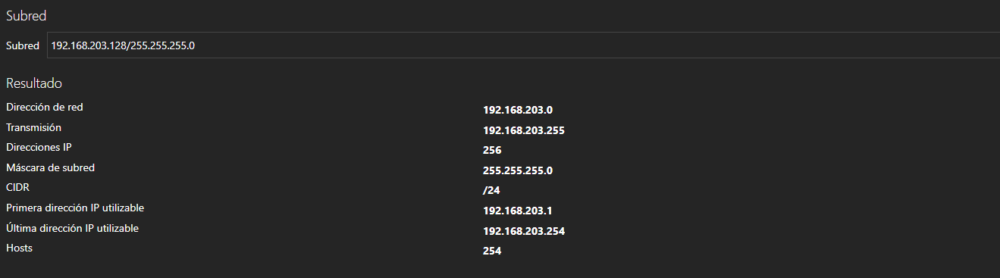 Subred
Subred 192.168.203.128/255.255.255.0
Resultado
Dirección de red 192.168.203.0
Transmisión 192.168.203.255
Direcciones IP 256
Máscara de subred 255.255.255.0
CIDR /24
Primera dirección IP utilizable 192.168.203.1
Última dirección IP utilizable 192.168.203.254
Hosts 254